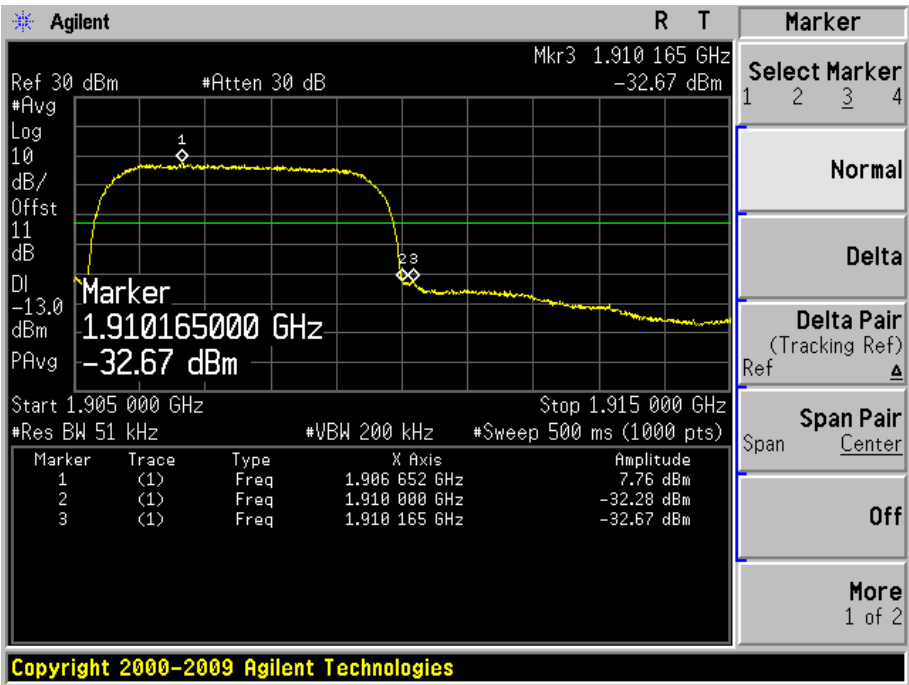 Agilent R T
Mkr3 1.910 165 GHz
Ref 30 dBm #Atten 30 dB -32.67 dBm
#Avg
Log
10
dB/
Offst
11
dB
DI
-13.0
dBm
PAvg
1
2 3
Marker
1.910165000 GHz
-32.67 dBm
Start 1.905 000 GHz Stop 1.915 000 GHz
#Res BW 51 kHz #VBW 200 kHz #Sweep 500 ms (1000 pts)
Marker Trace Type X Axis Amplitude
1 (1) Freq 1.906 652 GHz 7.76 dBm
2 (1) Freq 1.910 000 GHz -32.28 dBm
3 (1) Freq 1.910 165 GHz -32.67 dBm
Marker
Select Marker
1 2 3 4
Normal
Delta
Delta Pair
(Tracking Ref)
Ref Δ
Span Pair
Span Center
Off
More
1 of 2
Copyright 2000-2009 Agilent Technologies